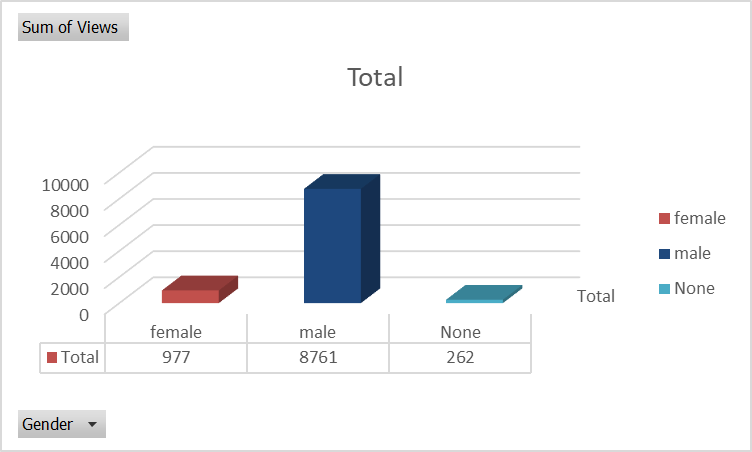 Sum of Views
Total
10000
8000
6000
4000
2000
0
female
male
None
Total
female male None
Total 977 8761 262
Gender